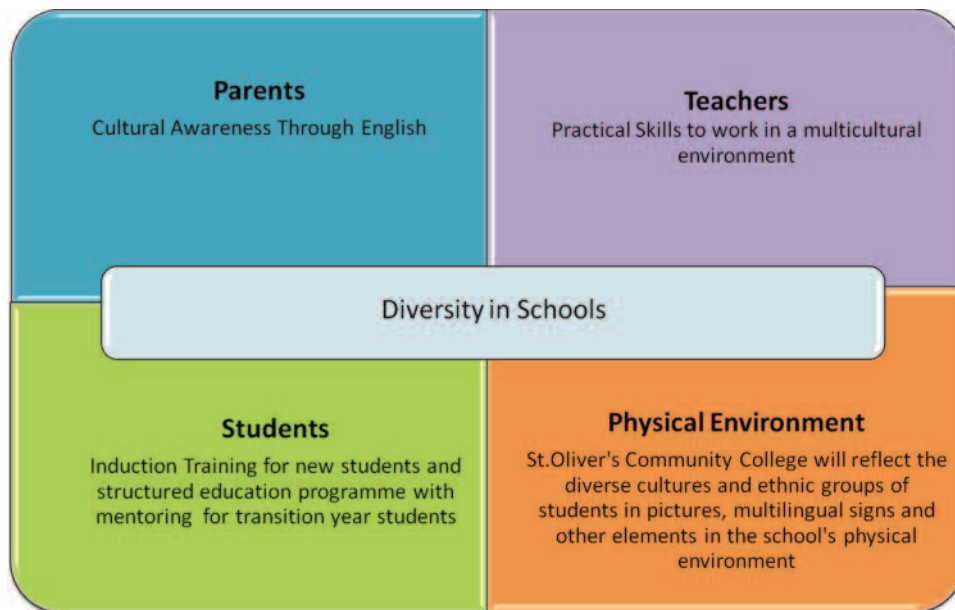 Parents
Cultural Awareness Through English
Teachers
Practical Skills to work in a multicultural
environment
Diversity in Schools
Students
Induction Training for new students and
structured education programme with
mentoring for transition year students
Physical Environment
St.Oliver's Community College will reflect the
diverse cultures and ethnic groups of
students in pictures, multilingual signs and
other elements in the school's physical
environment